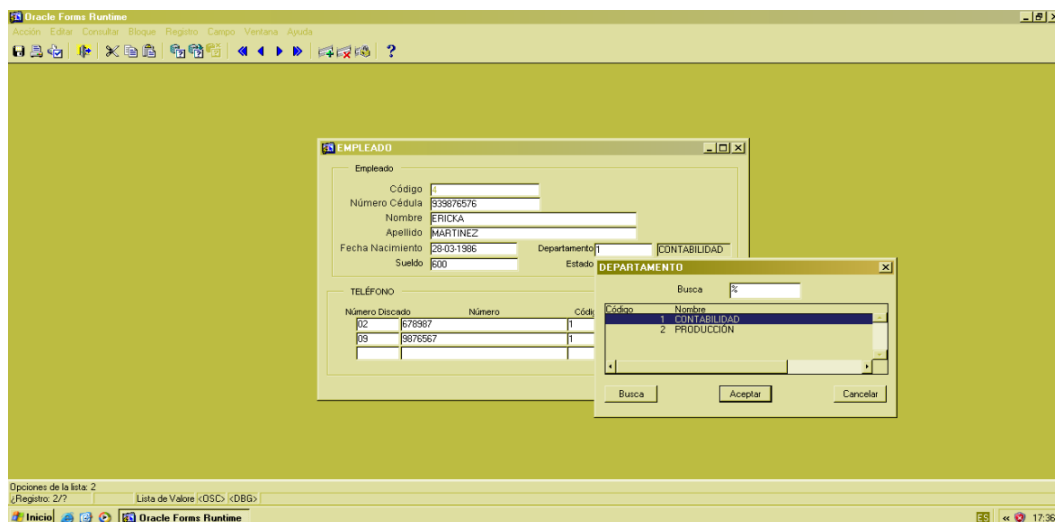 Oracle Forms Runtime
Acción Editar Consultar Bloque Registro Campo Ventana Ayuda
EMPLEADO
Empleado
Código 4
Número Cédula 939876576
Nombre ERICKA
Apellido MARTINEZ
Fecha Nacimiento 28-03-1986 Departamento 1 CONTABILIDAD
Sueldo 600 Estado
DEPARTAMENTO
Busca %
Código Nombre
1 CONTABILIDAD
2 PRODUCCIÓN
Busca Aceptar Cancelar
TELÉFONO
Número Discado Número Códi
02 678987 1
09 9876567 1
Opciones de la lista: 2
¿Registro: 2/? Lista de Valore <OSC> <DBG>
Inicio Oracle Forms Runtime ES « 17:36